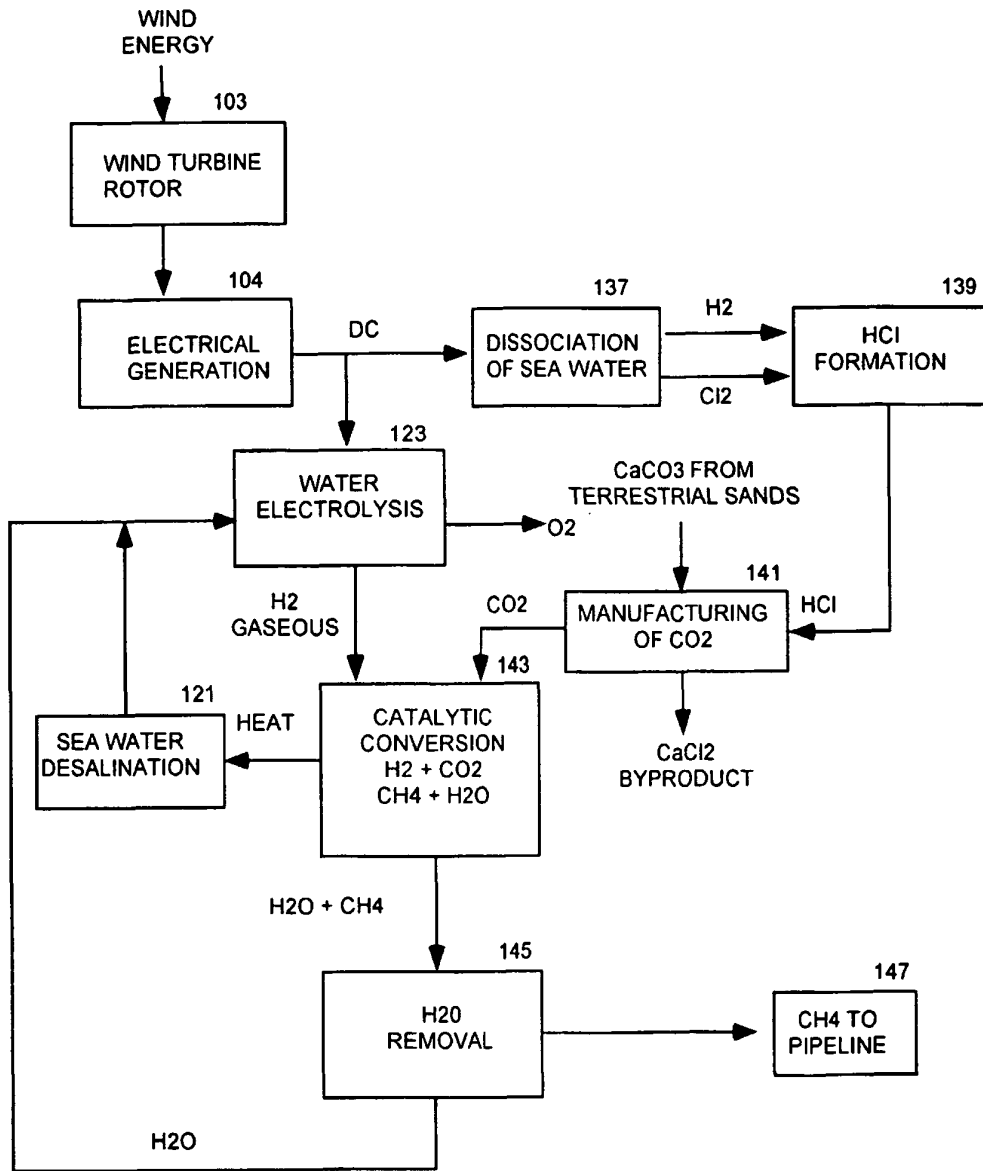 WIND
ENERGY
103
WIND TURBINE
ROTOR
104
ELECTRICAL
GENERATION
DC
137
DISSOCIATION
OF SEA WATER
H2
Cl2
139
HCl
FORMATION
123
WATER
ELECTROLYSIS
O2
CaCO3 FROM
TERRESTRIAL SANDS
141
MANUFACTURING
OF CO2
HCl
CO2
H2
GASEOUS
143
CATALYTIC
CONVERSION
H2 + CO2
CH4 + H2O
121
SEA WATER
DESALINATION
HEAT
CaCl2
BYPRODUCT
H2O + CH4
145
H20
REMOVAL
147
CH4 TO
PIPELINE
H2O